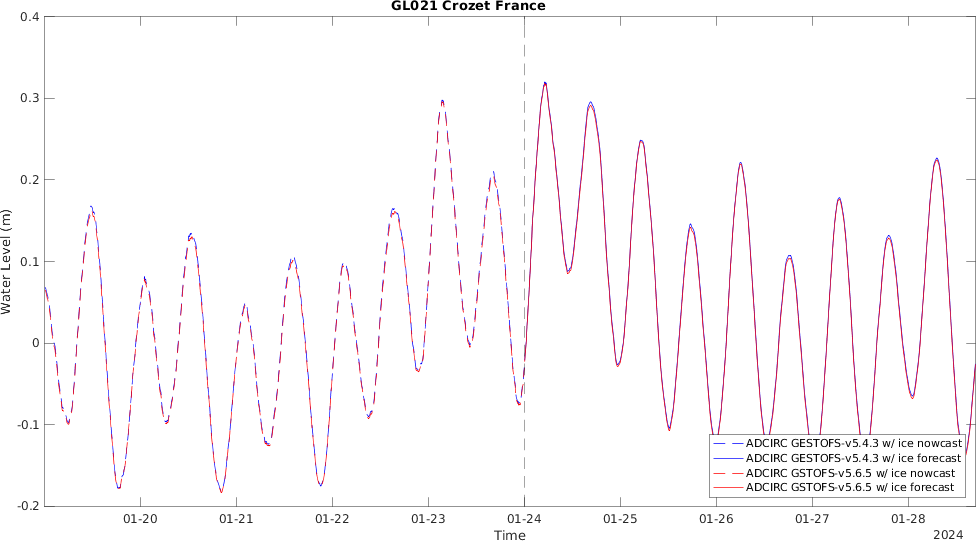 GL021 Crozet France
0.4
0.3
0.2
0.1
0
-0.1
-0.2
Water Level (m)
ADCIRC GESTOFS-v5.4.3 w/ ice nowcast
ADCIRC GESTOFS-v5.4.3 w/ ice forecast
ADCIRC GSTOFS-v5.6.5 w/ ice nowcast
ADCIRC GSTOFS-v5.6.5 w/ ice forecast
01-20 01-21 01-22 01-23 01-24 01-25 01-26 01-27 01-28
Time
2024